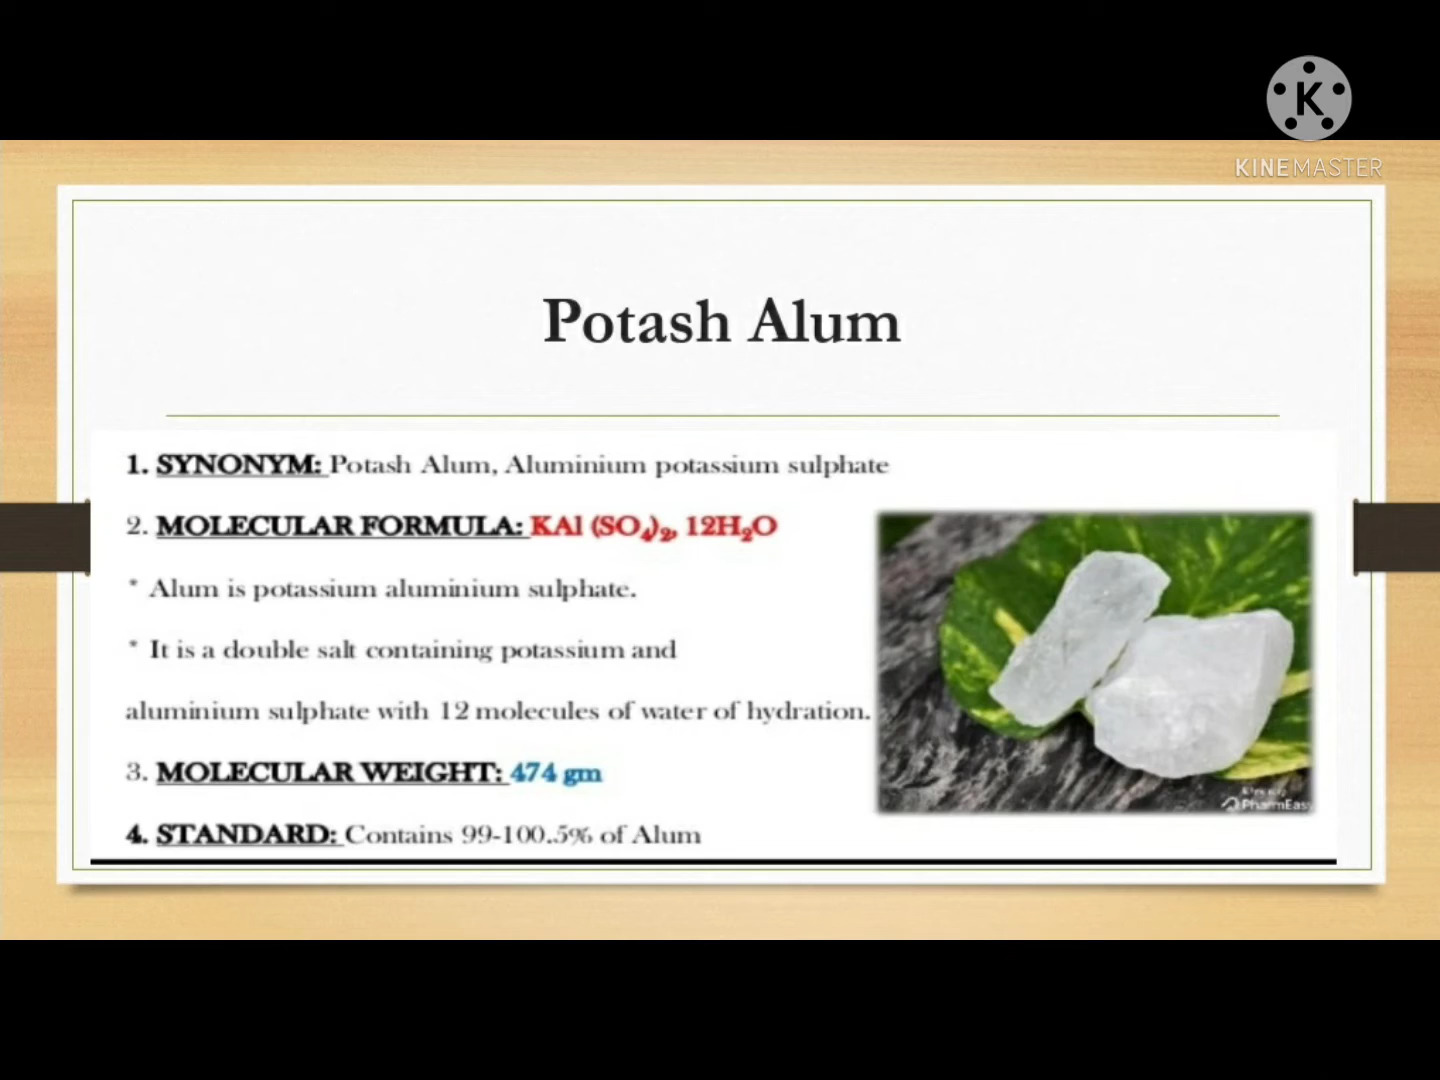 KINEMASTER
Potash Alum
1. SYNONYM: Potash Alum, Aluminium potassium sulphate
2. MOLECULAR FORMULA: KAl (SO₄)₂, 12H₂O
* Alum is potassium aluminium sulphate.
* It is a double salt containing potassium and
aluminium sulphate with 12 molecules of water of hydration.
3. MOLECULAR WEIGHT: 474 gm
4. STANDARD: Contains 99-100.5% of Alum
PharmEasy